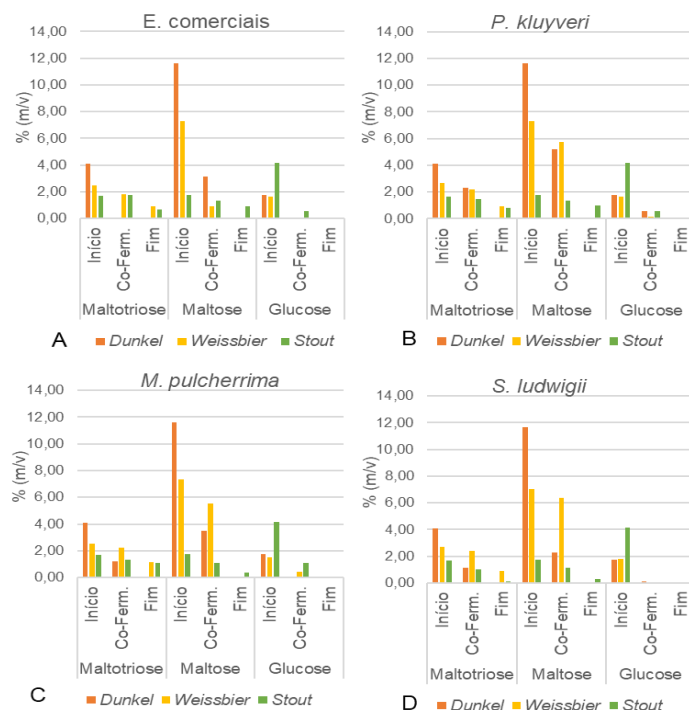 E. comerciais
% (m/v)
14,00
12,00
10,00
8,00
6,00
4,00
2,00
0,00
Início Co-Ferm. Fim Início Co-Ferm. Fim Início Co-Ferm. Fim
Maltotriose Maltose Glucose
A Dunkel Weissbier Stout
P. kluyveri
% (m/v)
14,00
12,00
10,00
8,00
6,00
4,00
2,00
0,00
Início Co-Ferm. Fim Início Co-Ferm. Fim Início Co-Ferm. Fim
Maltotriose Maltose Glucose
B Dunkel Weissbier Stout
M. pulcherrima
% (m/v)
14,00
12,00
10,00
8,00
6,00
4,00
2,00
0,00
Início Co-Ferm. Fim Início Co-Ferm. Fim Início Co-Ferm. Fim
Maltotriose Maltose Glucose
C Dunkel Weissbier Stout
S. ludwigii
% (m/v)
14,00
12,00
10,00
8,00
6,00
4,00
2,00
0,00
Início Co-Ferm. Fim Início Co-Ferm. Fim Início Co-Ferm. Fim
Maltotriose Maltose Glucose
D Dunkel Weissbier Stout